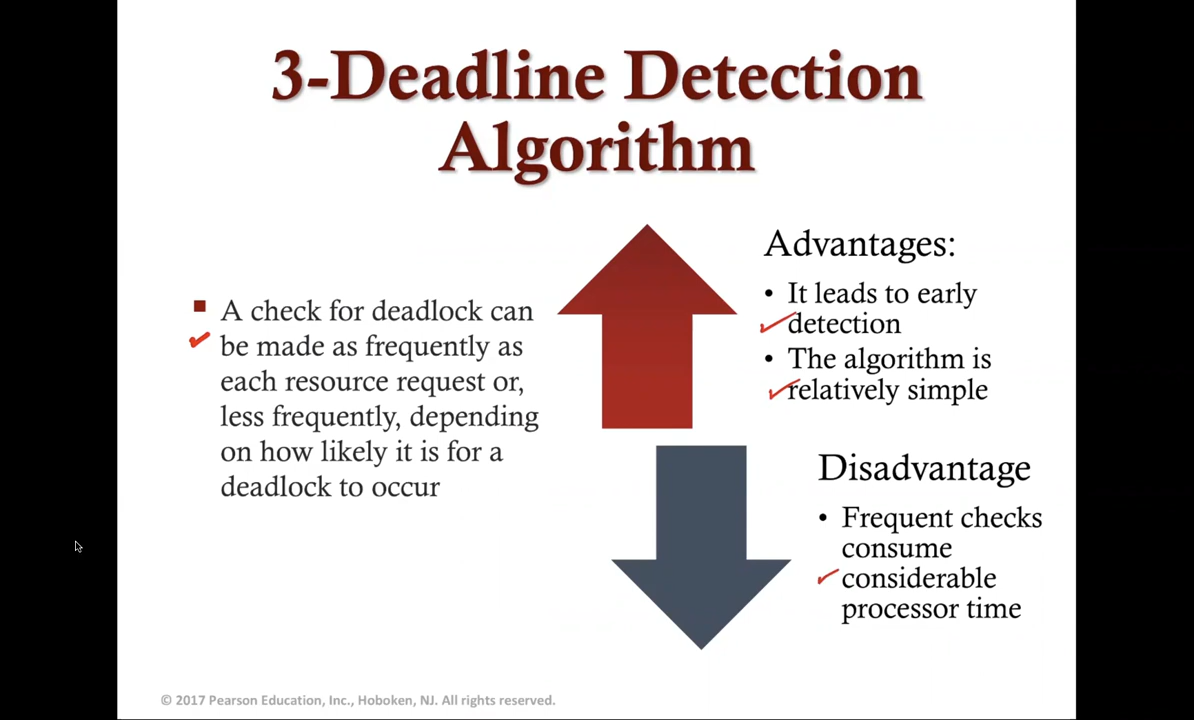 3-Deadline Detection
Algorithm
A check for deadlock can
be made as frequently as
each resource request or,
less frequently, depending
on how likely it is for a
deadlock to occur
Advantages:
• It leads to early
detection
• The algorithm is
relatively simple
Disadvantage
• Frequent checks
consume
considerable
processor time
© 2017 Pearson Education, Inc., Hoboken, NJ. All rights reserved.